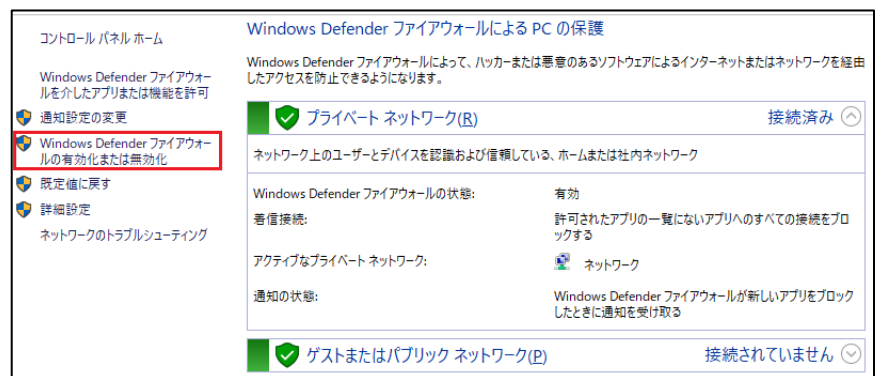 コントロール パネル ホーム
Windows Defender ファイアウォー
ルを介したアプリまたは機能を許可
通知設定の変更
Windows Defender ファイアウォー
ルの有効化または無効化
既定値に戻す
詳細設定
ネットワークのトラブルシューティング
Windows Defender ファイアウォールによる PC の保護
Windows Defender ファイアウォールによって、ハッカーまたは悪意のあるソフトウェアによるインターネットまたはネットワークを経由
したアクセスを防止できるようになります。
プライベート ネットワーク(R) 接続済み
ネットワーク上のユーザーとデバイスを認識および信頼している、ホームまたは社内ネットワーク
Windows Defender ファイアウォールの状態: 有効
着信接続: 許可されたアプリの一覧にないアプリへのすべての接続をブロ
ックする
アクティブなプライベート ネットワーク: ネットワーク
通知の状態: Windows Defender ファイアウォールが新しいアプリをブロック
したときに通知を受け取る
ゲストまたはパブリック ネットワーク(P) 接続されていません